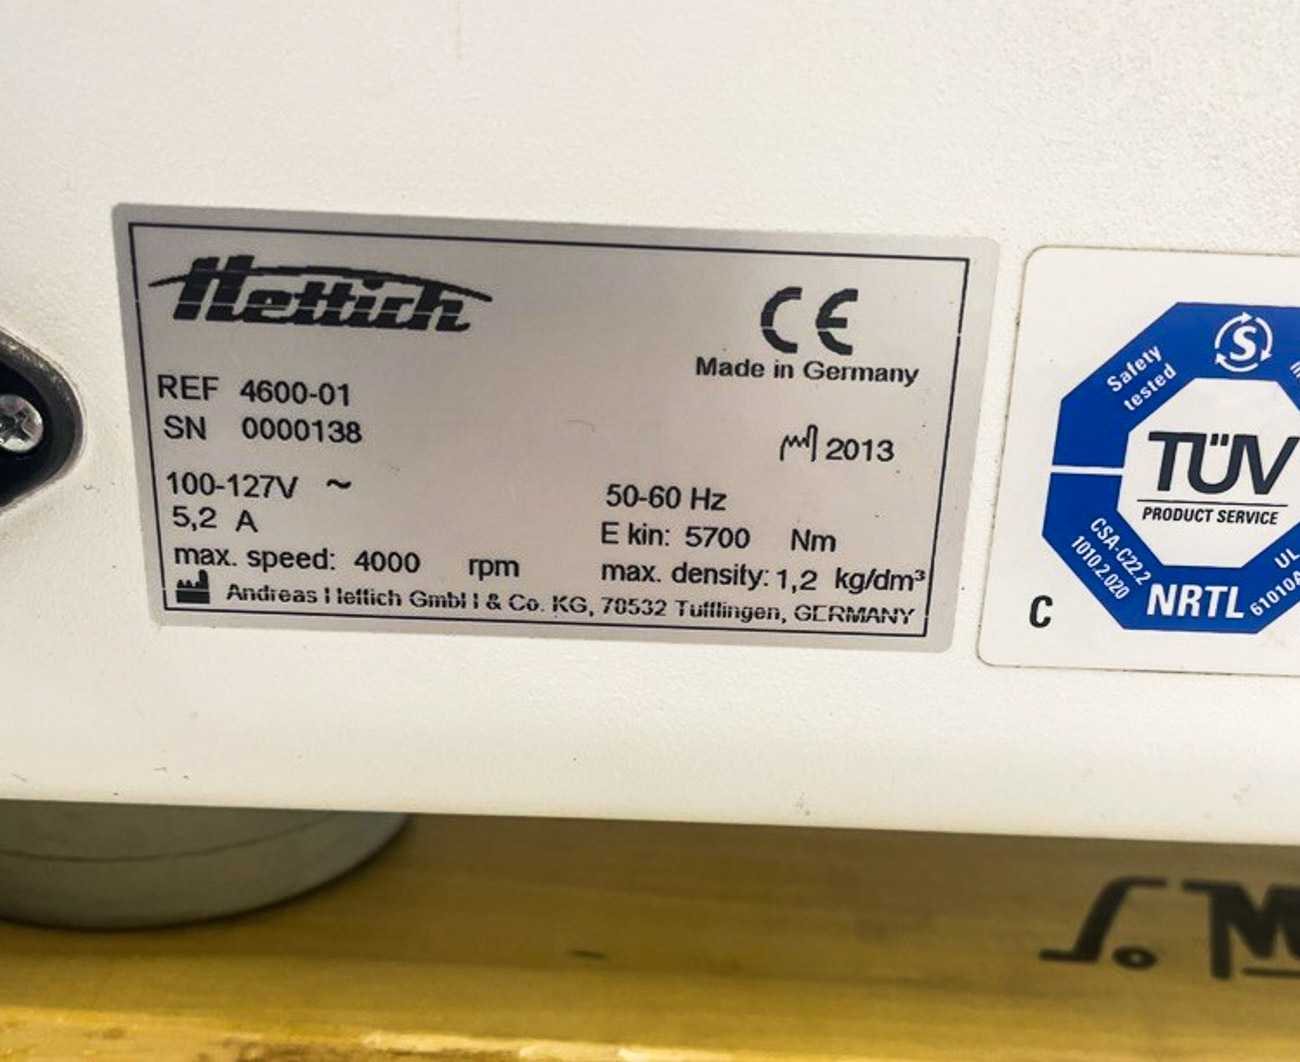 Hettich
CE
Made in Germany
REF 4600-01
SN 0000138
2013
100-127V ~
50-60 Hz
5,2 A
E kin: 5700 Nm
max. speed: 4000 rpm
max. density: 1,2 kg/dm³
Andreas Hettich GmbH & Co. KG, 78532 Tuttlingen, GERMANY
Safety
tested
S
TÜV
PRODUCT SERVICE
CSA-C22.2
1010.2.020
NRTL
UL
61010A
C